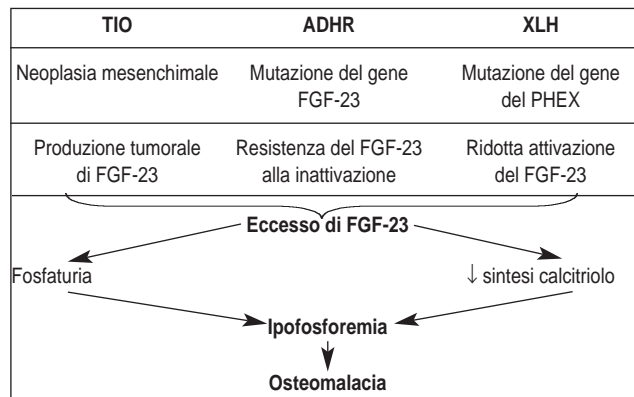 TIO ADHR XLH
Neoplasia mesenchimale Mutazione del gene Mutazione del gene
FGF-23 del PHEX
Produzione tumorale Resistenza del FGF-23 Ridotta attivazione
di FGF-23 alla inattivazione del FGF-23
Eccesso di FGF-23
Fosfaturia ↓ sintesi calcitriolo
Ipofosforemia
Osteomalacia